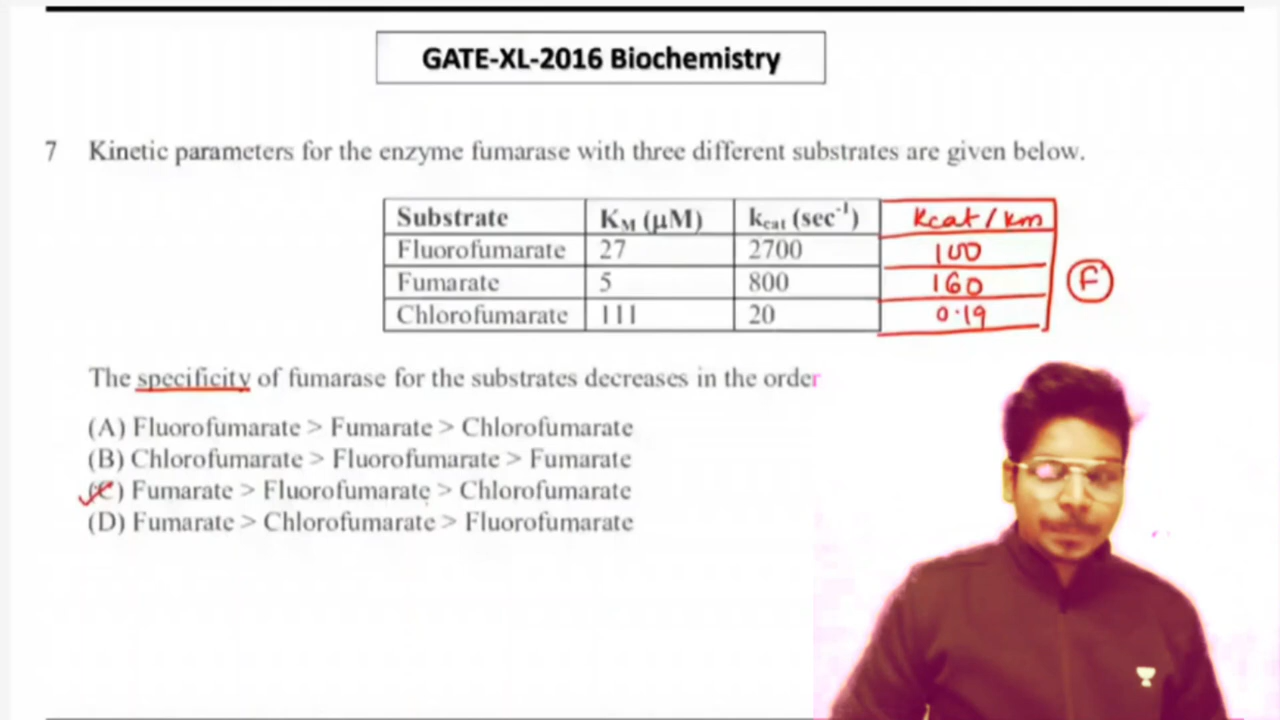 GATE-XL-2016 Biochemistry
7 Kinetic parameters for the enzyme fumarase with three different substrates are given below.
Substrate KM (μM) kcat (sec-1) Kcat / Km
Fluorofumarate 27 2700 100
Fumarate 5 800 160 F
Chlorofumarate 111 20 0.19
The specificity of fumarase for the substrates decreases in the order
(A) Fluorofumarate > Fumarate > Chlorofumarate
(B) Chlorofumarate > Fluorofumarate > Fumarate
(C) Fumarate > Fluorofumarate > Chlorofumarate
(D) Fumarate > Chlorofumarate > Fluorofumarate